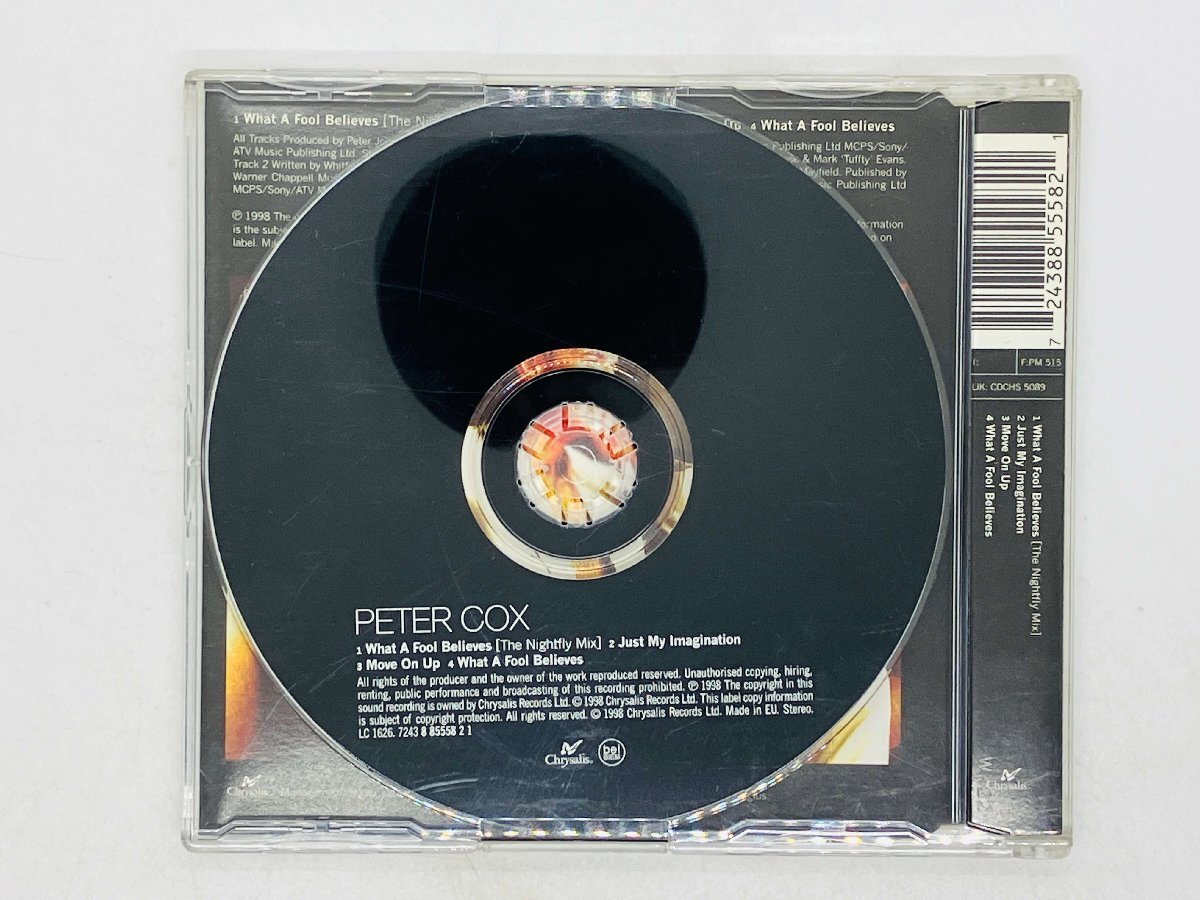 1 What A Fool Believes [The N
All Tracks Produced by Peter
ATV Music Publishing Ltd.
Track 2 Written by
Warner Chappell
MCPS/Sony/ATV
℗ 1998 The
is the
label.
4 What A Fool Believes
Publishing Ltd MCPS/Sony/
& Mark 'Tuffty' Evans.
Published by
Publishing Ltd
on
PETER COX
1 What A Fool Believes [The Nightfly Mix] 2 Just My Imagination
3 Move On Up 4 What A Fool Believes
All rights of the producer and the owner of the work reproduced reserved. Unauthorised copying, hiring,
renting, public performance and broadcasting of this recording prohibited. ℗ 1998 The copyright in this
sound recording is owned by Chrysalis Records Ltd. © 1998 Chrysalis Records Ltd. This label copy information
is subject of copyright protection. All rights reserved. © 1998 Chrysalis Records Ltd. Made in EU. Stereo.
LC 1626. 7243 8 85558 2 1
Chrysalis
bel
Chrysalis
7 24388 55582 1
F:PM 515
UK: CDCHS 5089
1 What A Fool Believes [The Nightfly Mix]
2 Just My Imagination
3 Move On Up
4 What A Fool Believes
Chrysalis